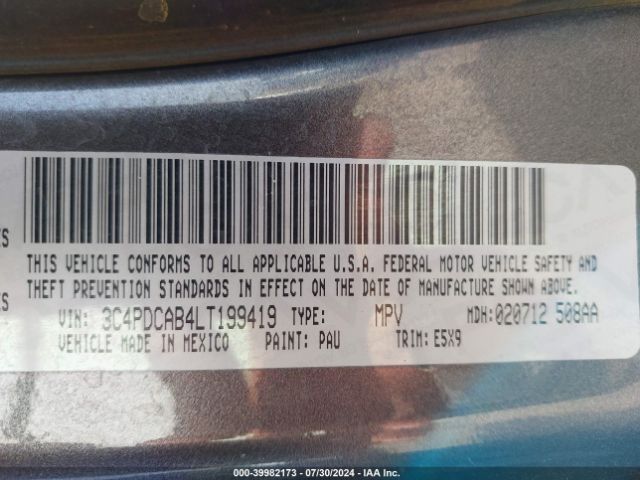 ES
THIS VEHICLE CONFORMS TO ALL APPLICABLE U.S.A. FEDERAL MOTOR VEHICLE SAFETY AND
ES
THEFT PREVENTION STANDARDS IN EFFECT ON THE DATE OF MANUFACTURE SHOWN ABOVE.
VIN: 3C4PDCAB4LT199419 TYPE: MPV MDH: 020712 508AA
VEHICLE MADE IN MEXICO PAINT: PAU TRIM: E5X9
000-39982173 - 07/30/2024 - IAA Inc.